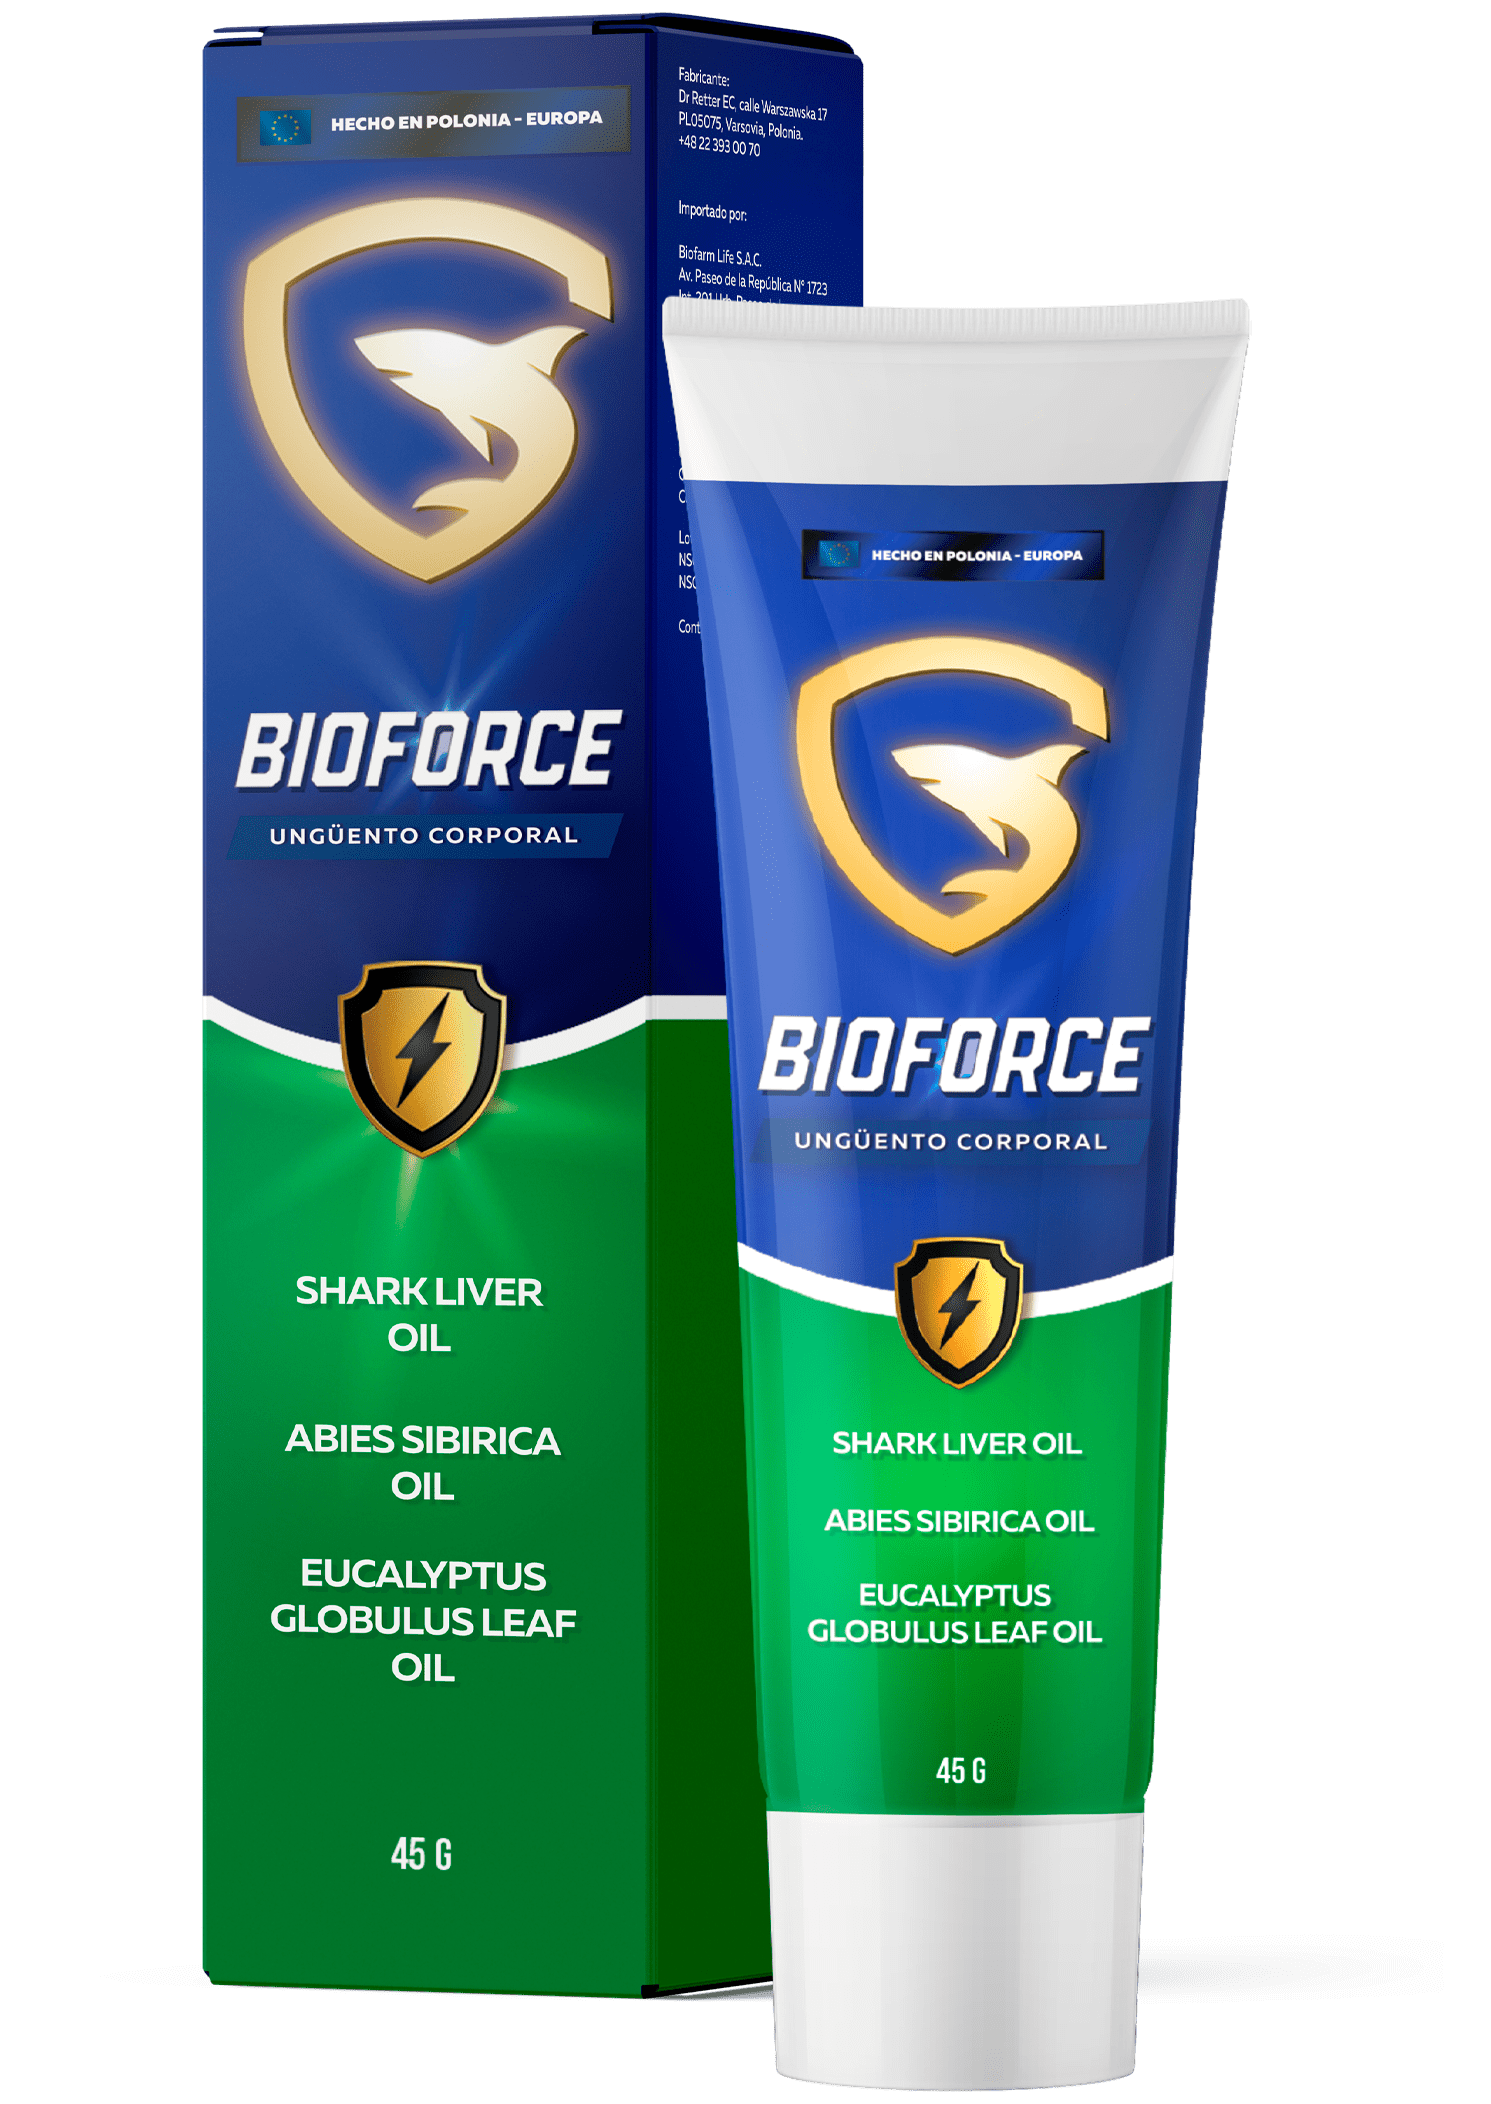 HECHO EN POLONIA - EUROPA
BIOFORCE
UNGÜENTO CORPORAL
SHARK LIVER
OIL
ABIES SIBIRICA
OIL
EUCALYPTUS
GLOBULUS LEAF
OIL
45 G
Fabricante:
Dr Retter EC, calle Warszawska 17
PL05075, Varsovia, Polonia.
+48 22 393 00 70
Importado por:
Biofarm Life S.A.C.
Av. Paseo de la República N° 1723
HECHO EN POLONIA - EUROPA
BIOFORCE
UNGÜENTO CORPORAL
SHARK LIVER OIL
ABIES SIBIRICA OIL
EUCALYPTUS
GLOBULUS LEAF OIL
45 G